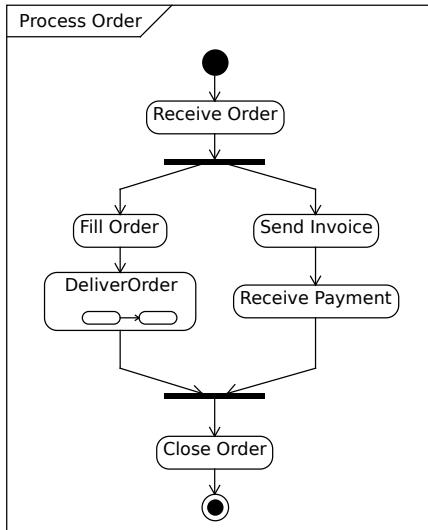 Process Order
Receive Order
Fill Order
Send Invoice
DeliverOrder
Receive Payment
Close Order